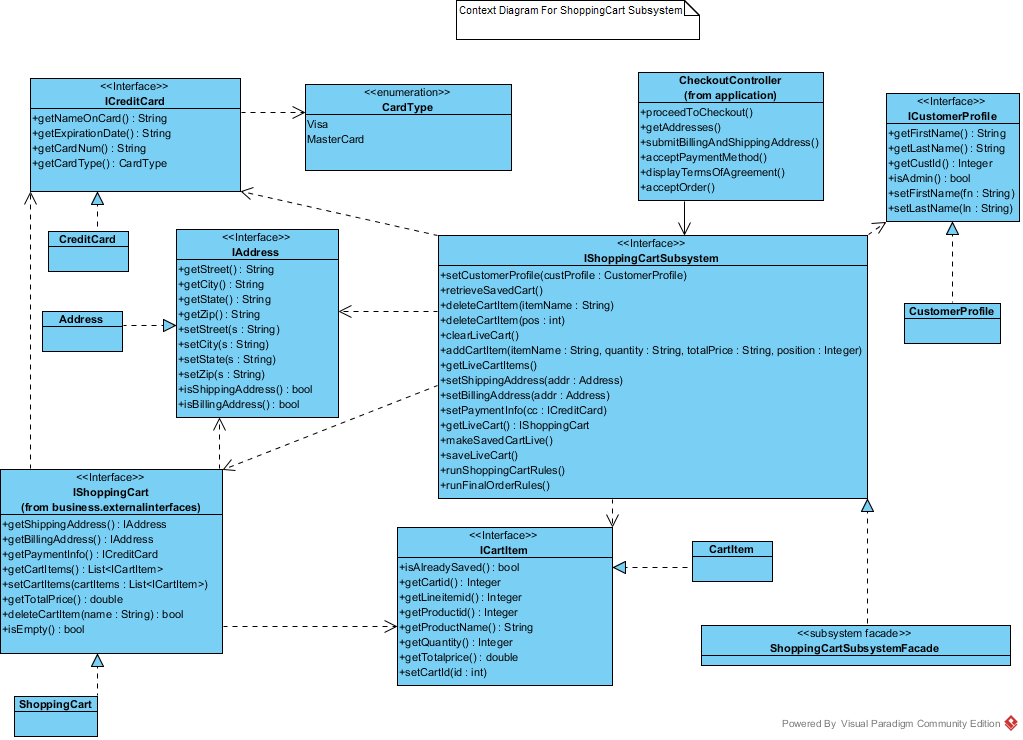 Context Diagram For ShoppingCart Subsystem
<<Interface>>
ICreditCard
+getNameOnCard() : String
+getExpirationDate() : String
+getCardNum() : String
+getCardType() : CardType
<<enumeration>>
CardType
Visa
MasterCard
CheckoutController
(from application)
+proceedToCheckout()
+getAddresses()
+submitBillingAndShippingAddress()
+acceptPaymentMethod()
+displayTermsOfAgreement()
+acceptOrder()
<<Interface>>
ICustomerProfile
+getFirstName() : String
+getLastName() : String
+getCustId() : Integer
+isAdmin() : bool
+setFirstName(fn : String)
+setLastName(ln : String)
CreditCard
<<Interface>>
IAddress
+getStreet() : String
+getCity() : String
+getState() : String
+getZip() : String
+setStreet(s : String)
+setCity(s : String)
+setState(s : String)
+setZip(s : String)
+isShippingAddress() : bool
+isBillingAddress() : bool
Address
<<Interface>>
IShoppingCartSubsystem
+setCustomerProfile(custProfile : CustomerProfile)
+retrieveSavedCart()
+deleteCartItem(itemName : String)
+deleteCartItem(pos : int)
+clearLiveCart()
+addCartItem(itemName : String, quantity : String, totalPrice : String, position : Integer)
+getLiveCartItems()
+setShippingAddress(addr : Address)
+setBillingAddress(addr : Address)
+setPaymentInfo(cc : ICreditCard)
+getLiveCart() : IShoppingCart
+makeSavedCartLive()
+saveLiveCart()
+runShoppingCartRules()
+runFinalOrderRules()
CustomerProfile
<<Interface>>
IShoppingCart
(from business.externalinterfaces)
+getShippingAddress() : IAddress
+getBillingAddress() : IAddress
+getPaymentInfo() : ICreditCard
+getCartItems() : List<ICartItem>
+setCartItems(cartItems : List<ICartItem>)
+getTotalPrice() : double
+deleteCartItem(name : String) : bool
+isEmpty() : bool
<<Interface>>
ICartItem
+isAlreadySaved() : bool
+getCartid() : Integer
+getLineitemid() : Integer
+getProductid() : Integer
+getProductName() : String
+getQuantity() : Integer
+getTotalprice() : double
+setCartId(id : int)
CartItem
<<subsystem facade>>
ShoppingCartSubsystemFacade
ShoppingCart
Powered By Visual Paradigm Community Edition